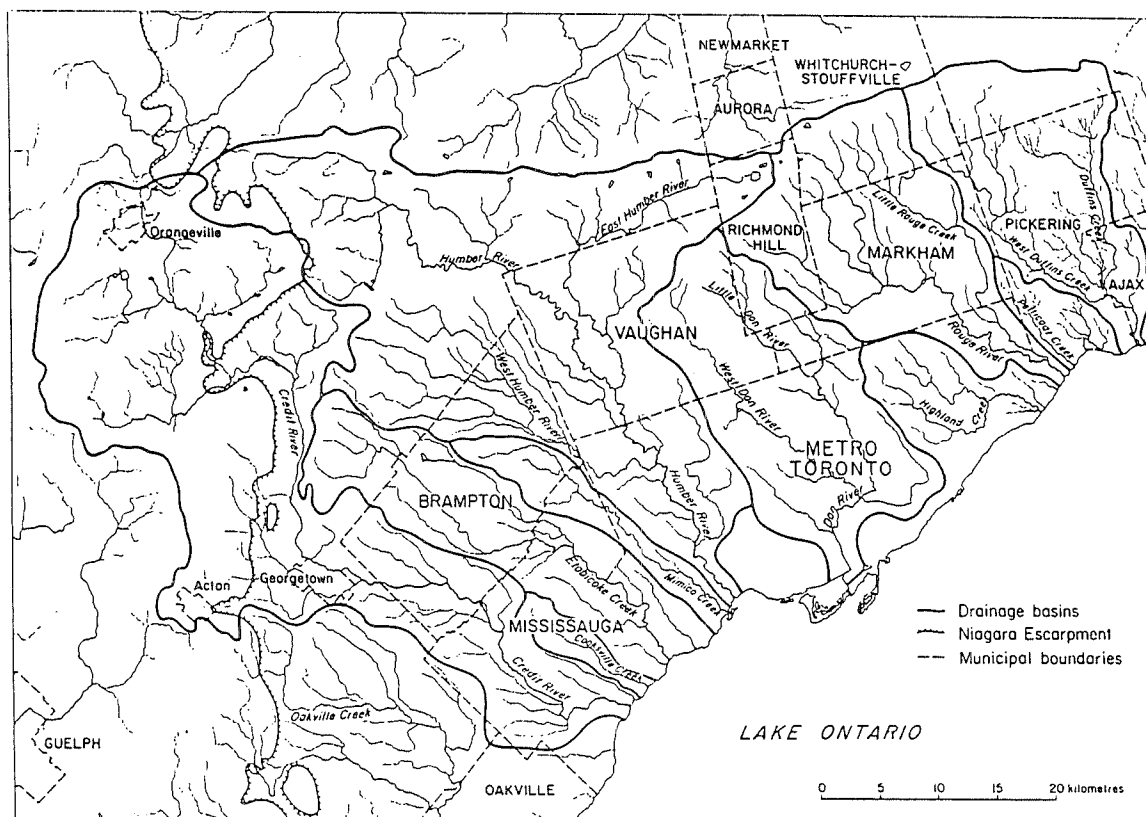 NEWMARKET
WHITCHURCH-
STOUFFVILLE
AURORA
Orangeville
East Humber River
Humber River
RICHMOND
HILL
Little Rouge Creek
MARKHAM
PICKERING
Duffins Creek
West Duffins Creek
AJAX
Petticoat Creek
Rouge River
Little Don River
VAUGHAN
West Humber River
West Don River
Highland Creek
Credit River
METRO
TORONTO
BRAMPTON
Humber River
Don River
Acton
Georgetown
Etobicoke Creek
Mimico Creek
MISSISSAUGA
Cooksville Creek
Credit River
Oakville Creek
GUELPH
OAKVILLE
Drainage basins
Niagara Escarpment
Municipal boundaries
LAKE ONTARIO
0 5 10 15 20 kilometres